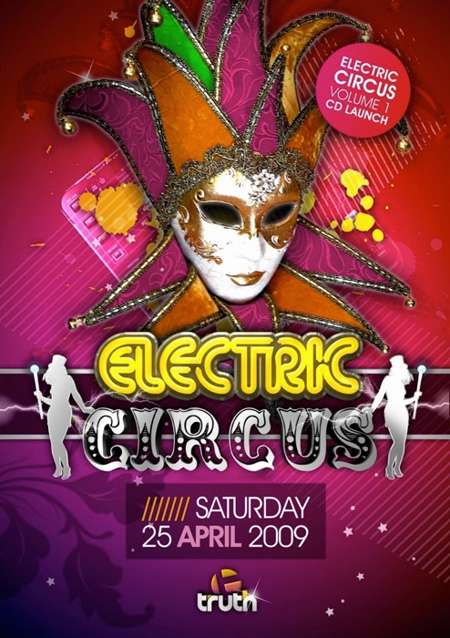 ELECTRIC
CIRCUS
VOLUME 1
CD LAUNCH
ELECTRIC
CIRCUS
/////// SATURDAY
25 APRIL 2009
truth